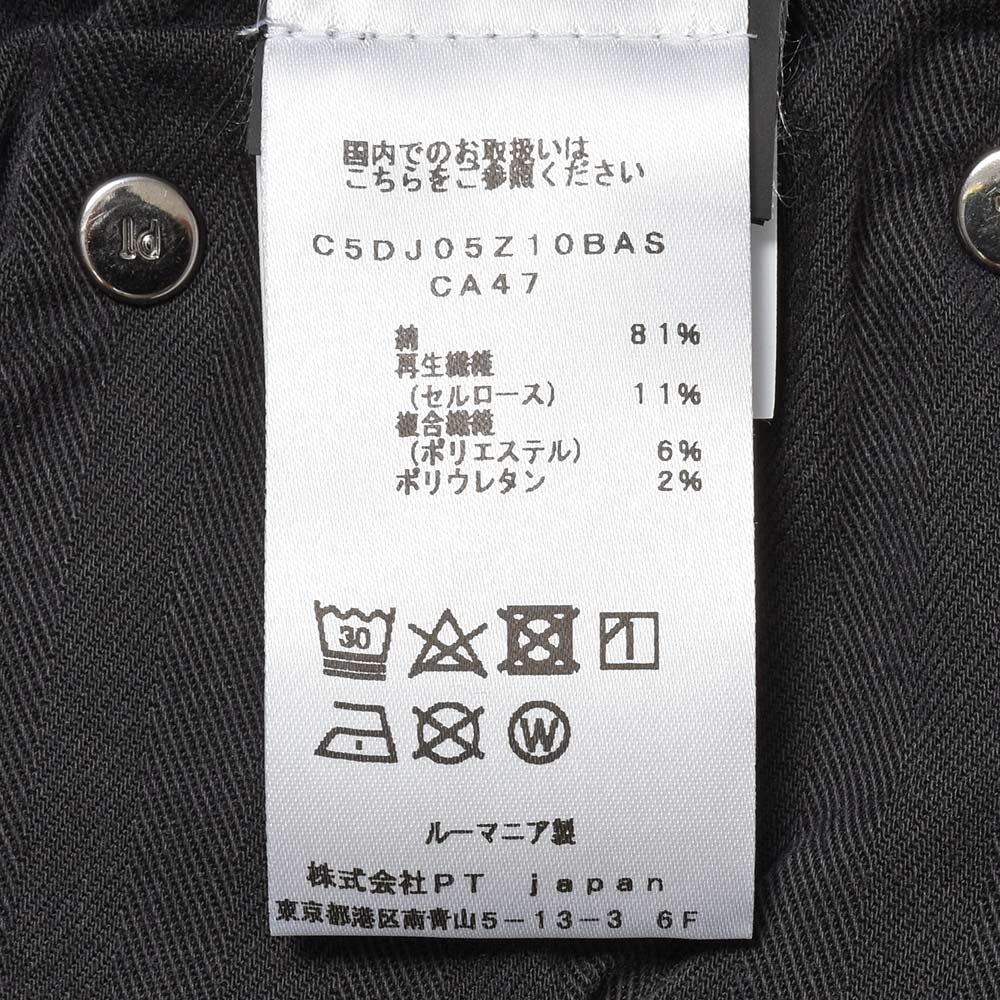 国内でのお取扱いは
こちらをご参照ください
C5DJ05Z10BAS
CA47
綿 81%
再生繊維
(セルロース) 11%
複合繊維
(ポリエステル) 6%
ポリウレタン 2%
30
W
ルーマニア製
株式会社PT japan
東京都港区南青山5-13-3 6F